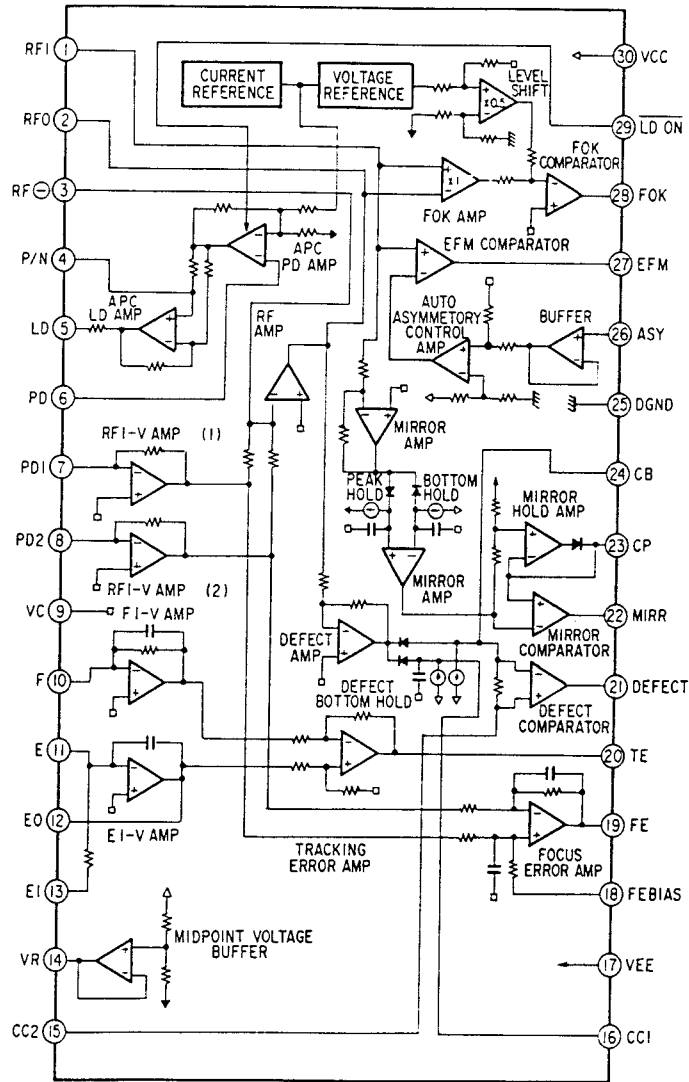 RFI 1
RFO 2
RF⊖ 3
P/N 4
LD 5
PD 6
PD1 7
PD2 8
VC 9
F 10
E 11
EO 12
EI 13
VR 14
CC2 15
30 VCC
29 LD ON
28 FOK
27 EFM
26 ASY
25 DGND
24 CB
23 CP
22 MIRR
21 DEFECT
20 TE
19 FE
18 FEBIAS
17 VEE
16 CC1
CURRENT
REFERENCE
VOLTAGE
REFERENCE
LEVEL
SHIFT
×0.5
FOK
COMPARATOR
×1
FOK AMP
APC
PD AMP
EFM COMPARATOR
APC
LD AMP
RF
AMP
AUTO
ASYMMETORY
CONTROL
AMP
BUFFER
RFI-V AMP (1)
MIRROR
AMP
PEAK
HOLD
BOTTOM
HOLD
MIRROR
HOLD AMP
RFI-V AMP (2)
MIRROR
AMP
FI-V AMP
DEFECT
AMP
MIRROR
COMPARATOR
DEFECT
BOTTOM HOLD
DEFECT
COMPARATOR
EI-V AMP
TRACKING
ERROR AMP
FOCUS
ERROR AMP
MIDPOINT VOLTAGE
BUFFER